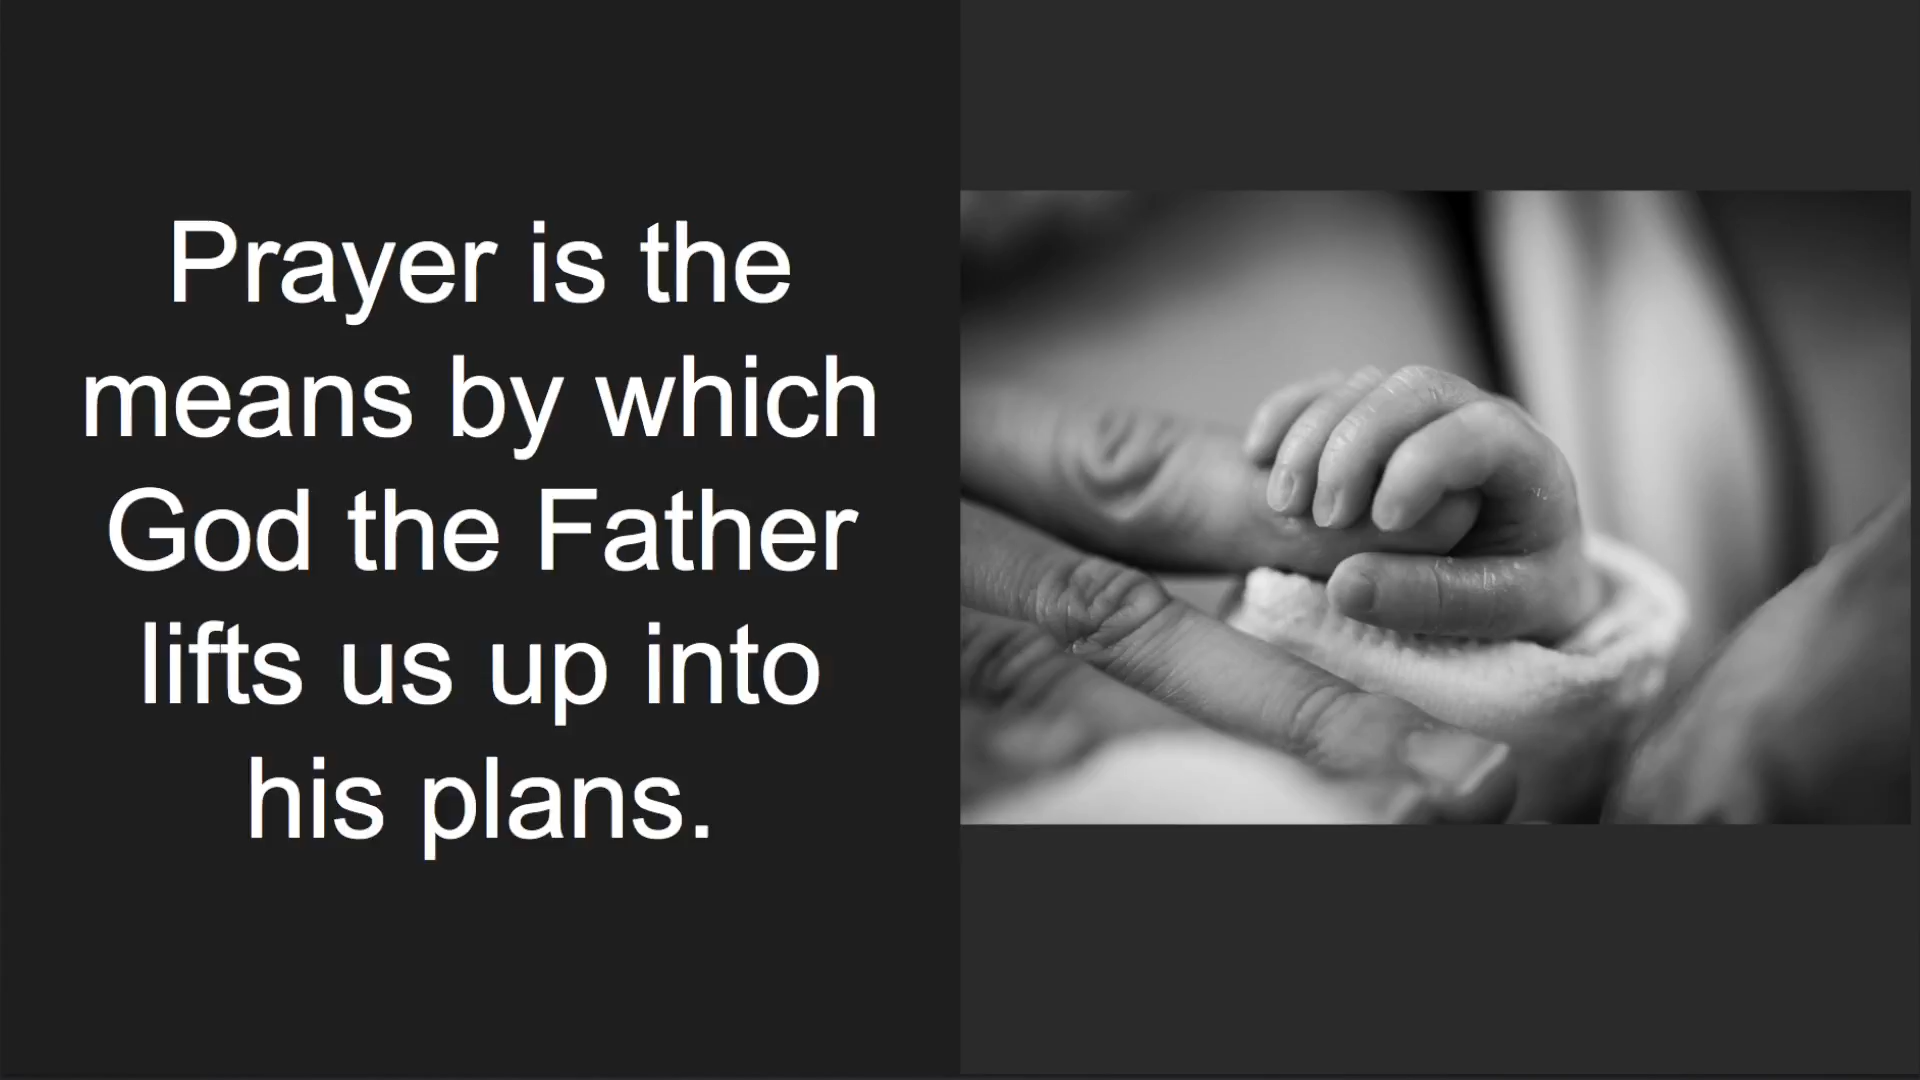 Prayer is the
means by which
God the Father
lifts us up into
his plans.